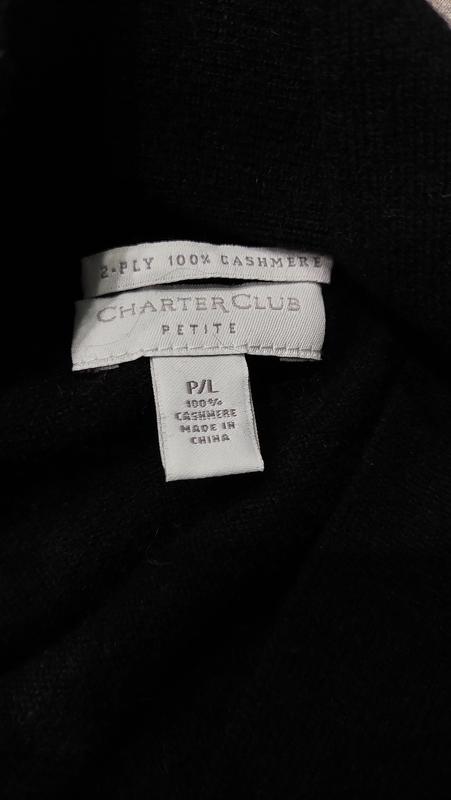 2-PLY 100% CASHMERE
CHARTER CLUB
PETITE
P/L
100%
CASHMERE
MADE IN
CHINA